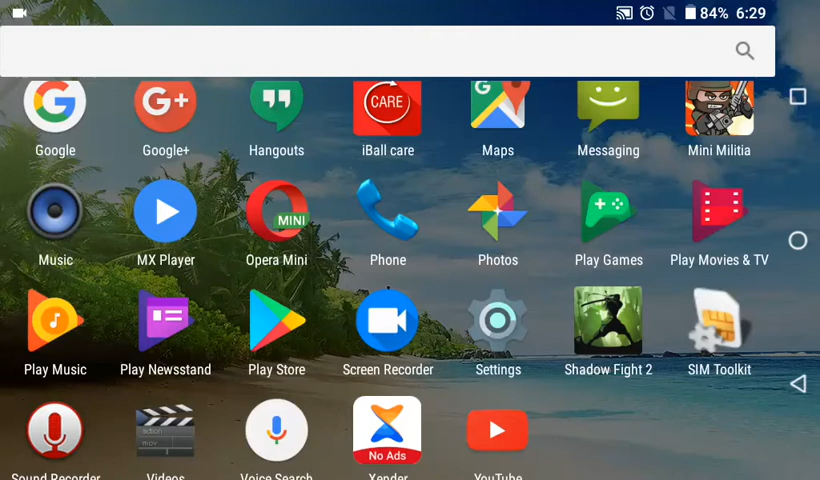 84% 6:29
G G+ CARE G
Google Google+ Hangouts iBall care Maps Messaging Mini Militia
MINI
Music MX Player Opera Mini Phone Photos Play Games Play Movies & TV
Play Music Play Newsstand Play Store Screen Recorder Settings Shadow Fight 2 SIM Toolkit
No Ads
Sound Recorder Videos Voice Search Xender YouTube